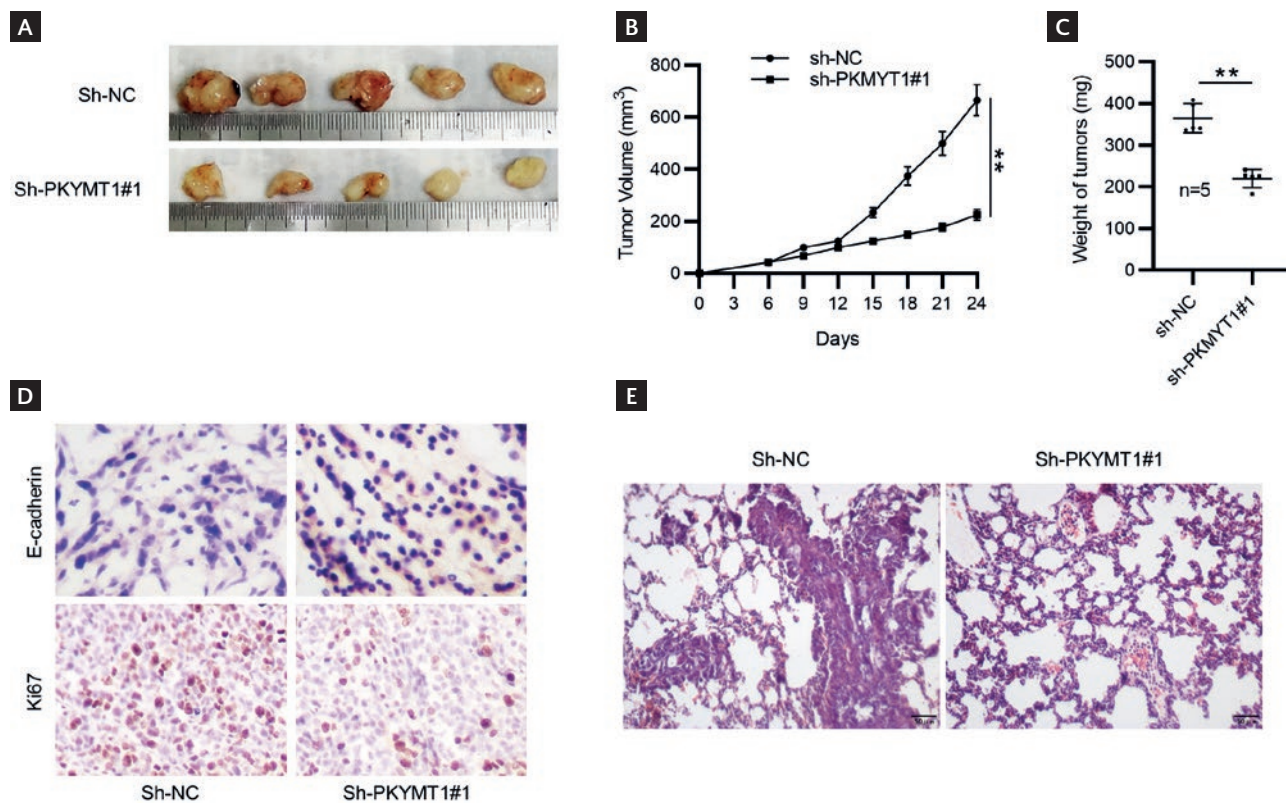 A
Sh-NC
Sh-PKYMT1#1
B
sh-NC
sh-PKMYT1#1
Tumor Volume (mm³)
800
600
400
200
0
0 3 6 9 12 15 18 21 24
Days
**
C
Weight of tumors (mg)
500
400
300
200
100
0
**
n=5
sh-NC
sh-PKMYT1#1
D
E-cadherin
Ki67
Sh-NC
Sh-PKYMT1#1
E
Sh-NC
Sh-PKYMT1#1